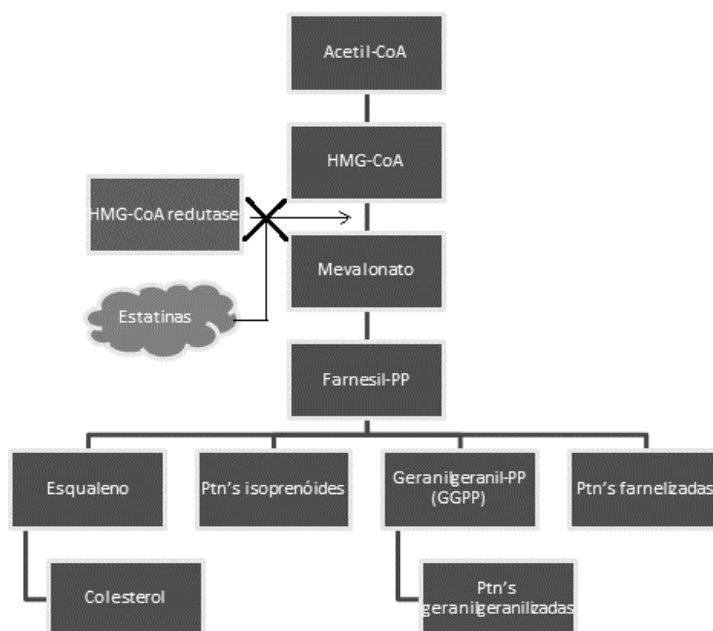 Acetil-CoA
HMG-CoA
HMG-CoA redutase
Mevalonato
Estatinas
Farnesil-PP
Esqualeno
Ptn's isoprenóides
Geranilgeranil-PP
(GGPP)
Ptn's farnelizadas
Colesterol
Ptn's
geranilgeranilizadas